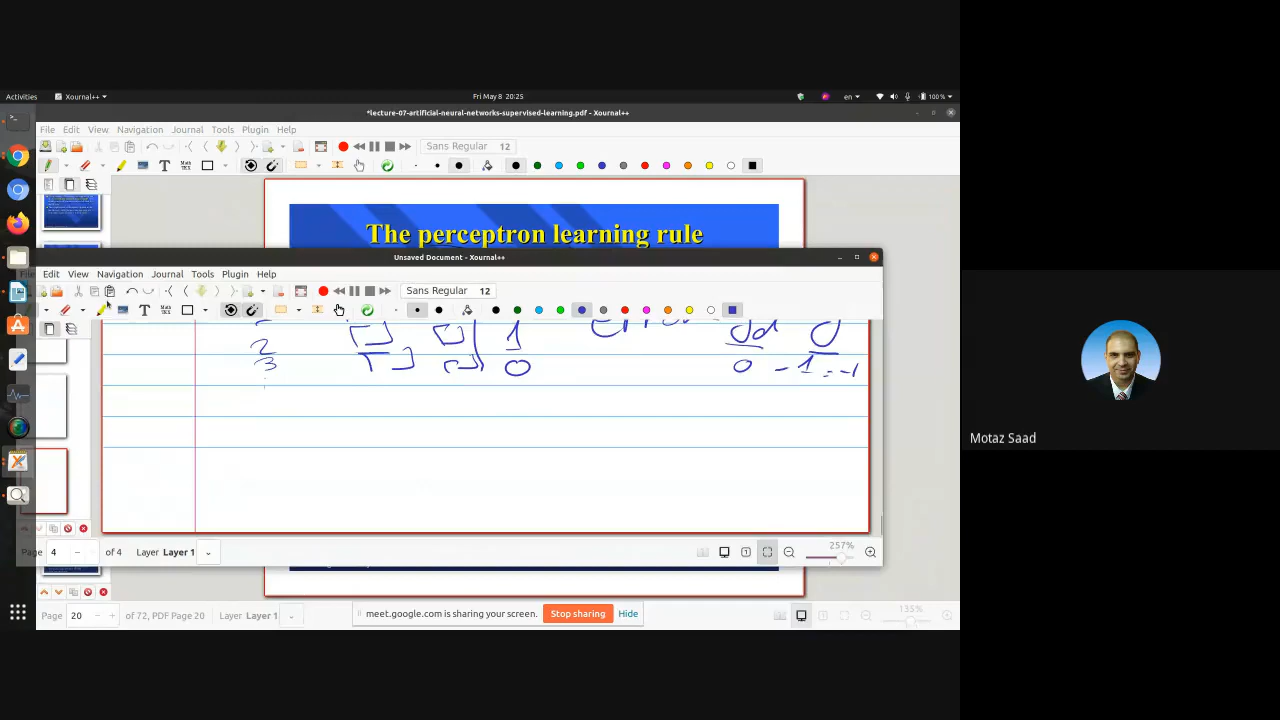 Activities Xournal++ Fri May 8 20:25 en 100 %
*lecture-07-artificial-neural-networks-supervised-learning.pdf - Xournal++
File Edit View Navigation Journal Tools Plugin Help
Sans Regular 12
The perceptron learning rule
Unsaved Document - Xournal++
Edit View Navigation Journal Tools Plugin Help
Sans Regular 12
2 1
3 0 0 - 1 = -1
Page 4 of 4 Layer Layer 1 257%
Page 20 of 72, PDF Page 20 Layer Layer 1 135%
meet.google.com is sharing your screen. Stop sharing Hide
Motaz Saad